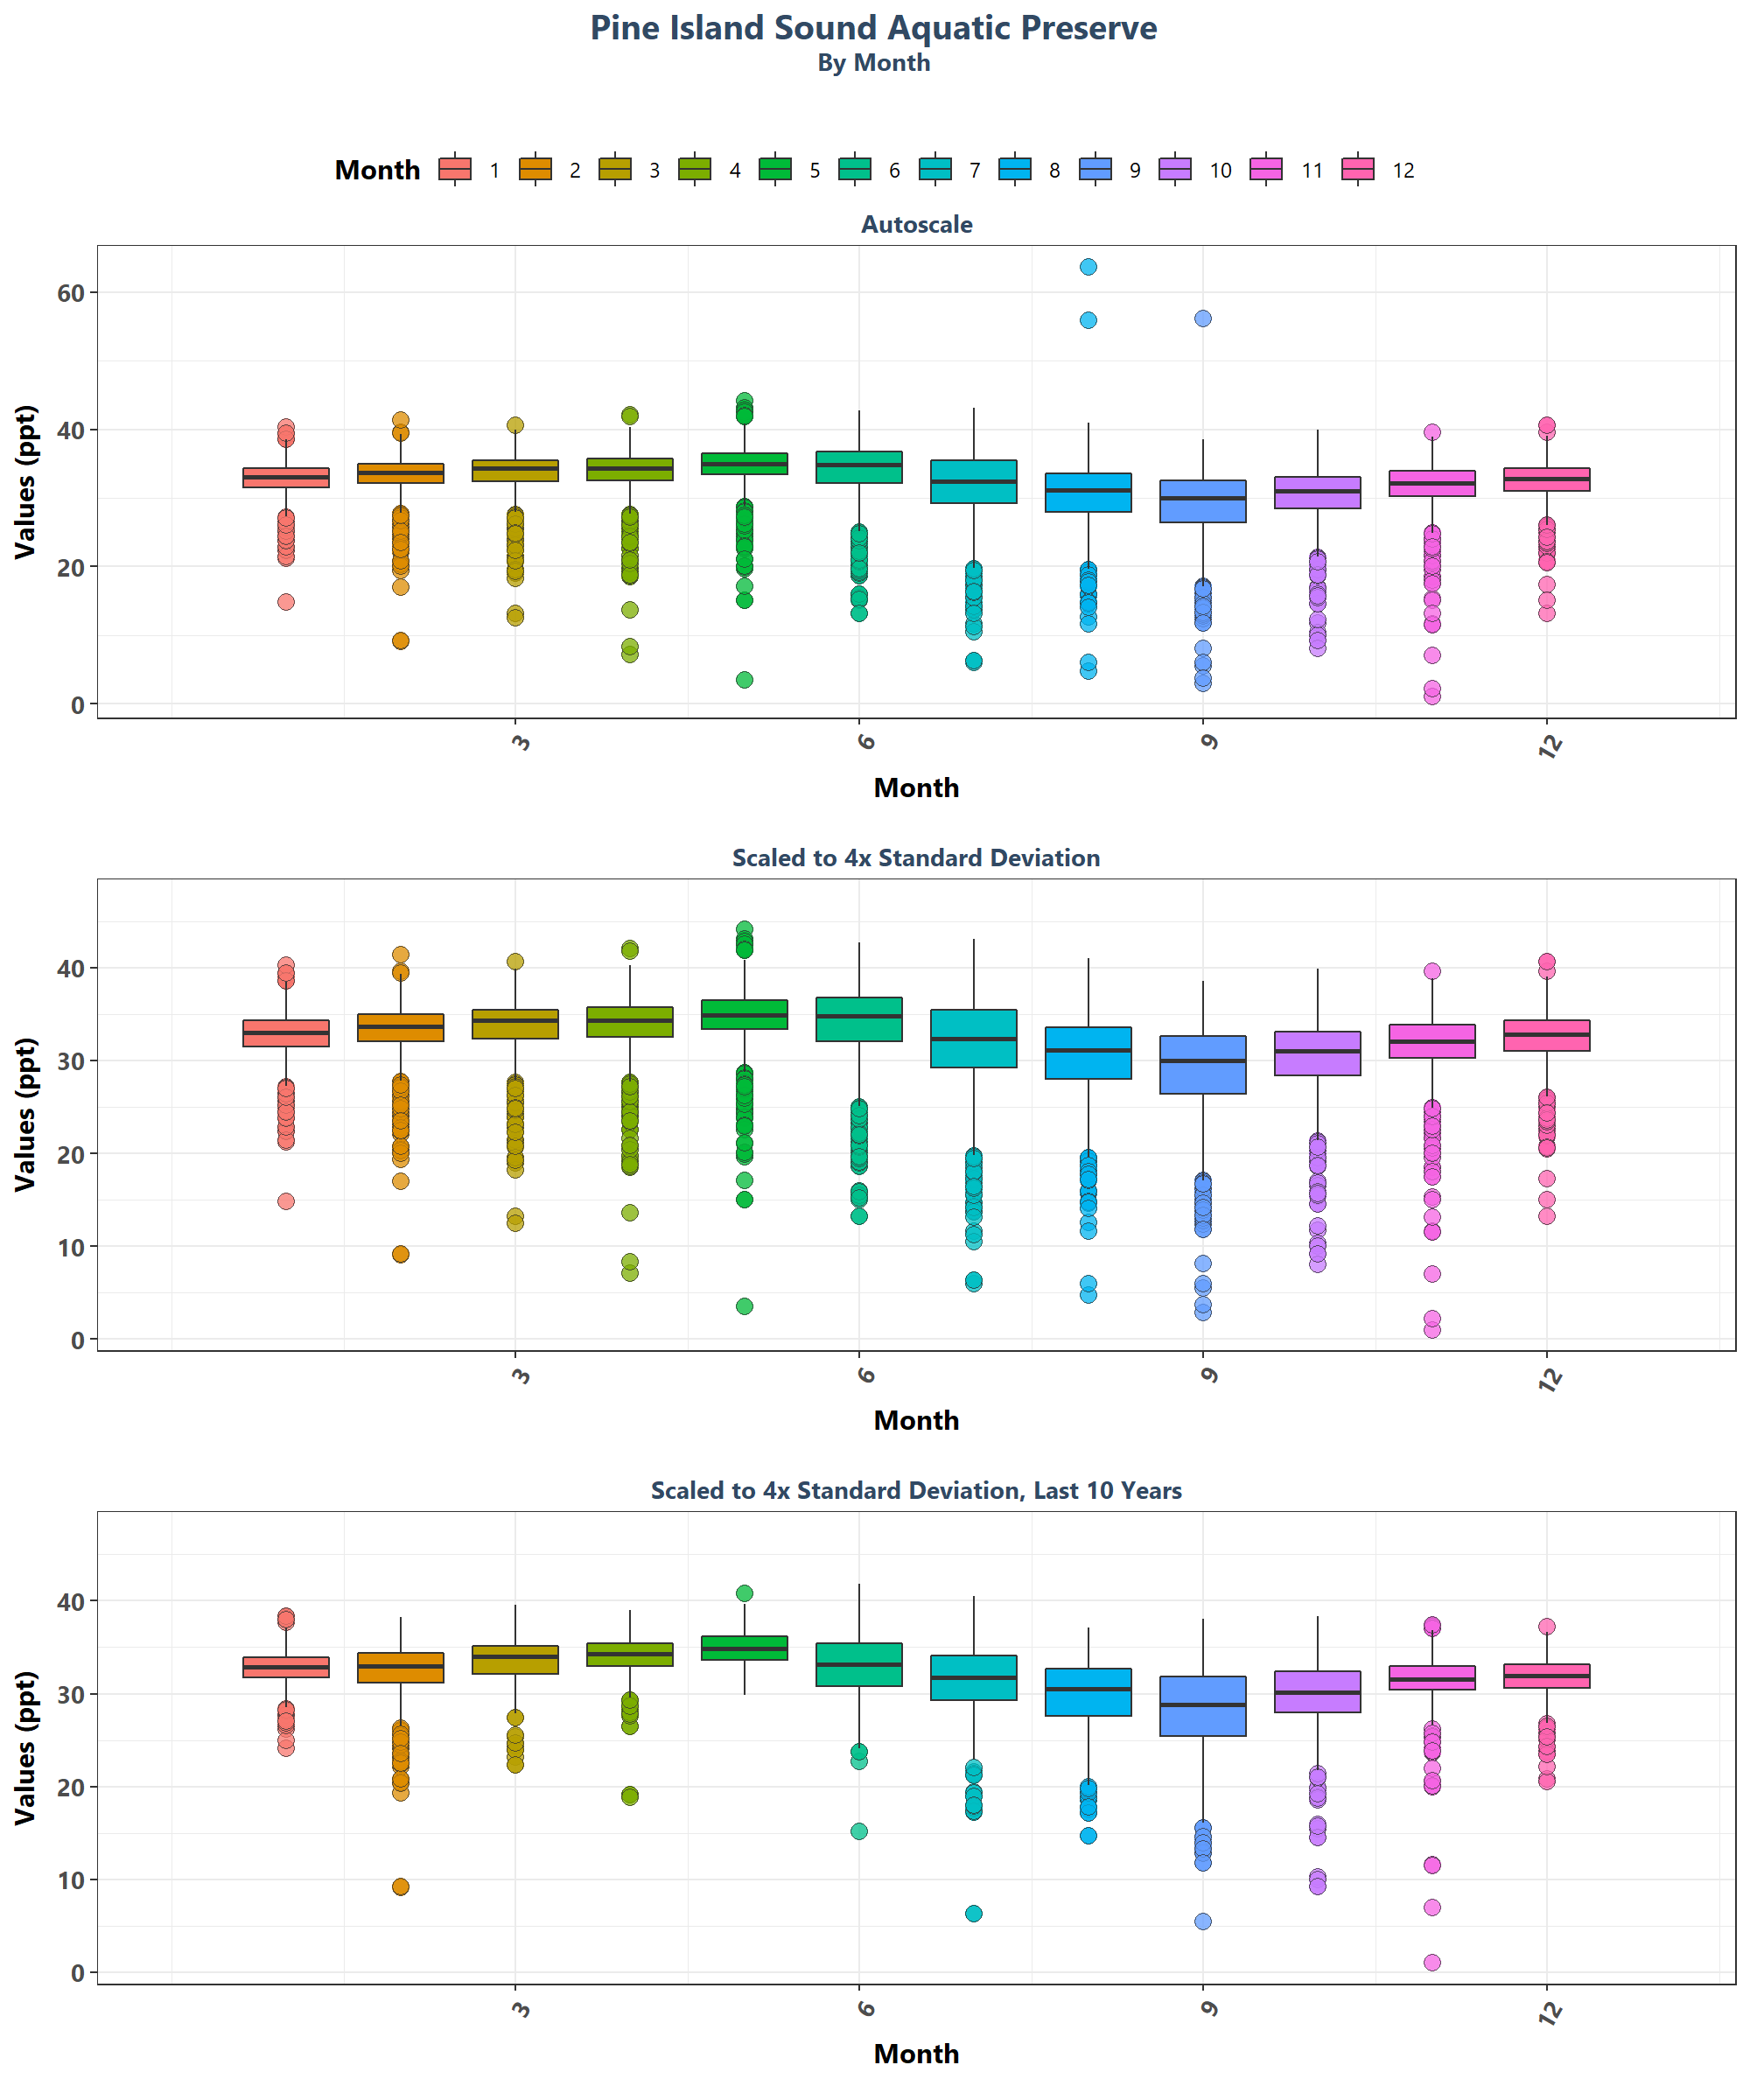 Pine Island Sound Aquatic Preserve
By Month
Month 1 2 3 4 5 6 7 8 9 10 11 12
Autoscale
Values (ppt)
60
40
20
0
3 6 9 12
Month
Scaled to 4x Standard Deviation
Values (ppt)
40
30
20
10
0
3 6 9 12
Month
Scaled to 4x Standard Deviation, Last 10 Years
Values (ppt)
40
30
20
10
0
3 6 9 12
Month